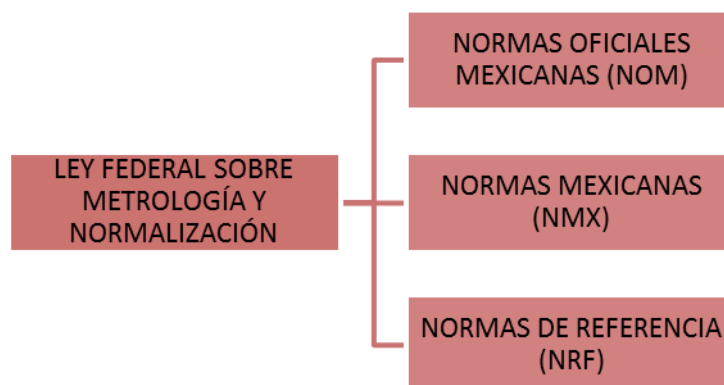 NORMAS OFICIALES
MEXICANAS (NOM)
LEY FEDERAL SOBRE
METROLOGÍA Y
NORMALIZACIÓN
NORMAS MEXICANAS
(NMX)
NORMAS DE REFERENCIA
(NRF)